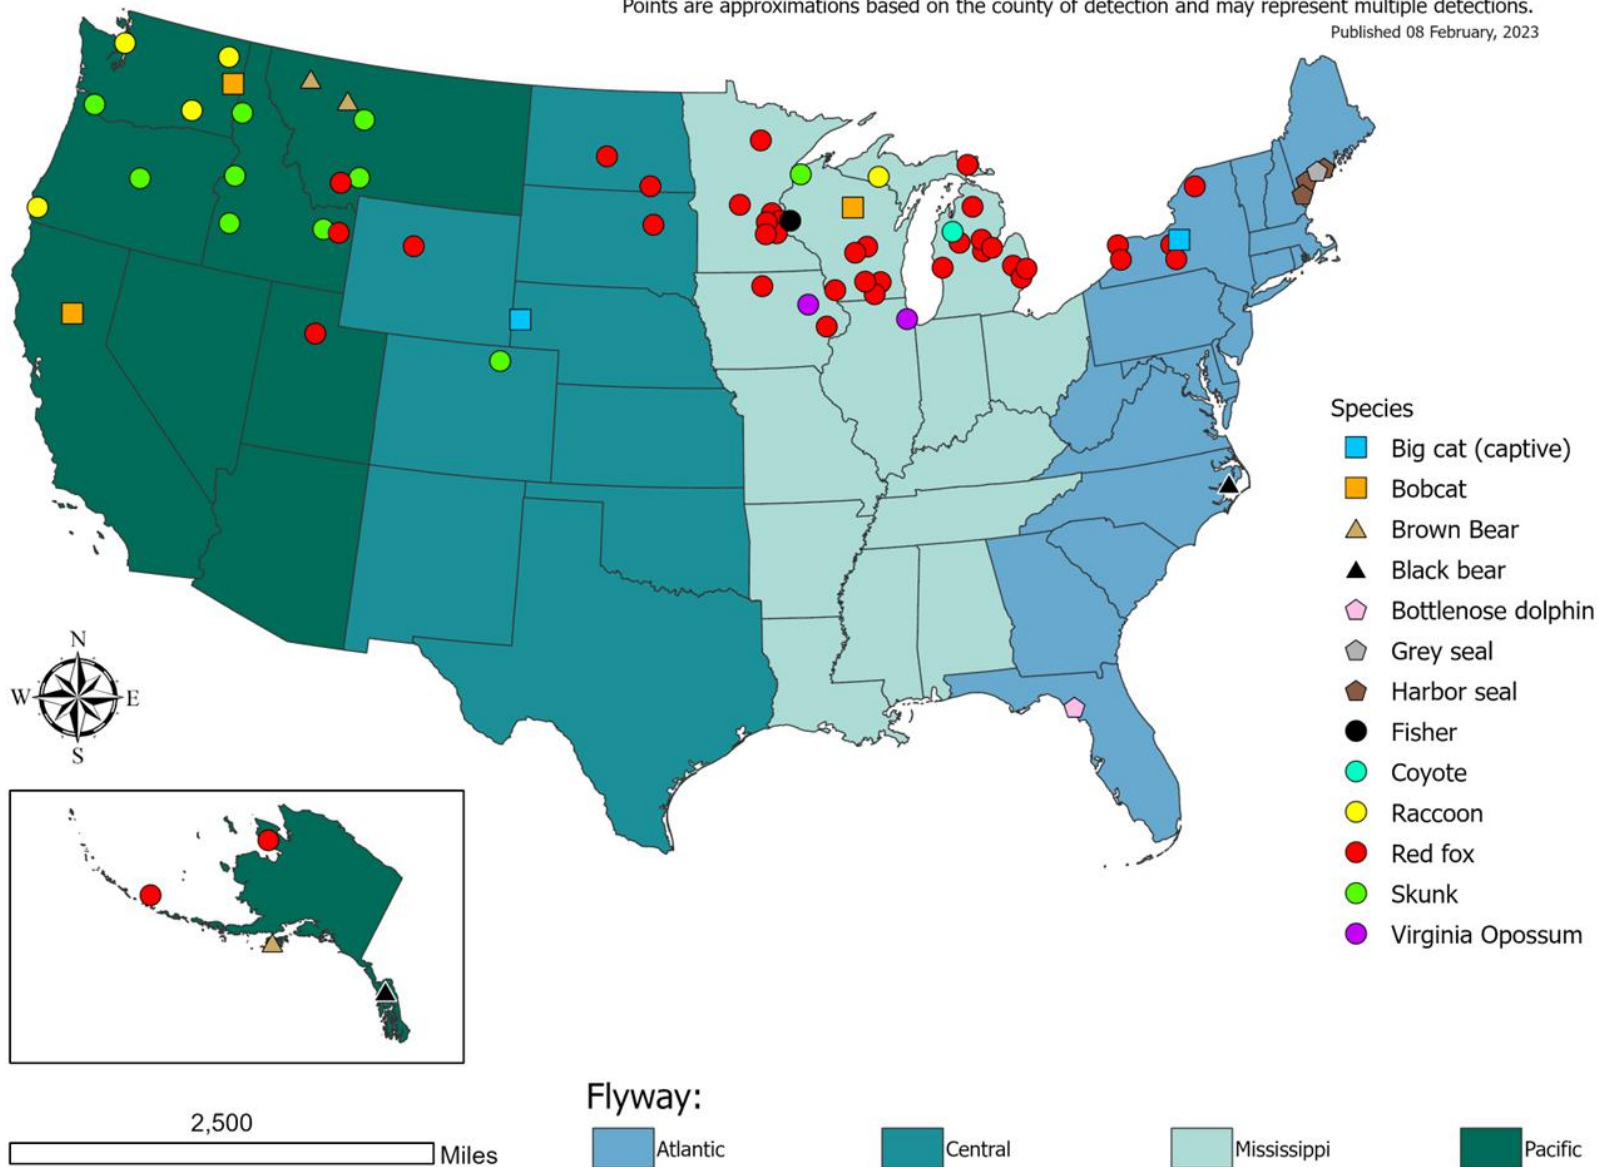 Points are approximations based on the county of detection and may represent multiple detections.
Published 08 February, 2023
Species
Big cat (captive)
Bobcat
Brown Bear
Black bear
Bottlenose dolphin
Grey seal
Harbor seal
Fisher
Coyote
Raccoon
Red fox
Skunk
Virginia Opossum
N
W E
S
2,500
Miles
Flyway:
Atlantic Central Mississippi Pacific